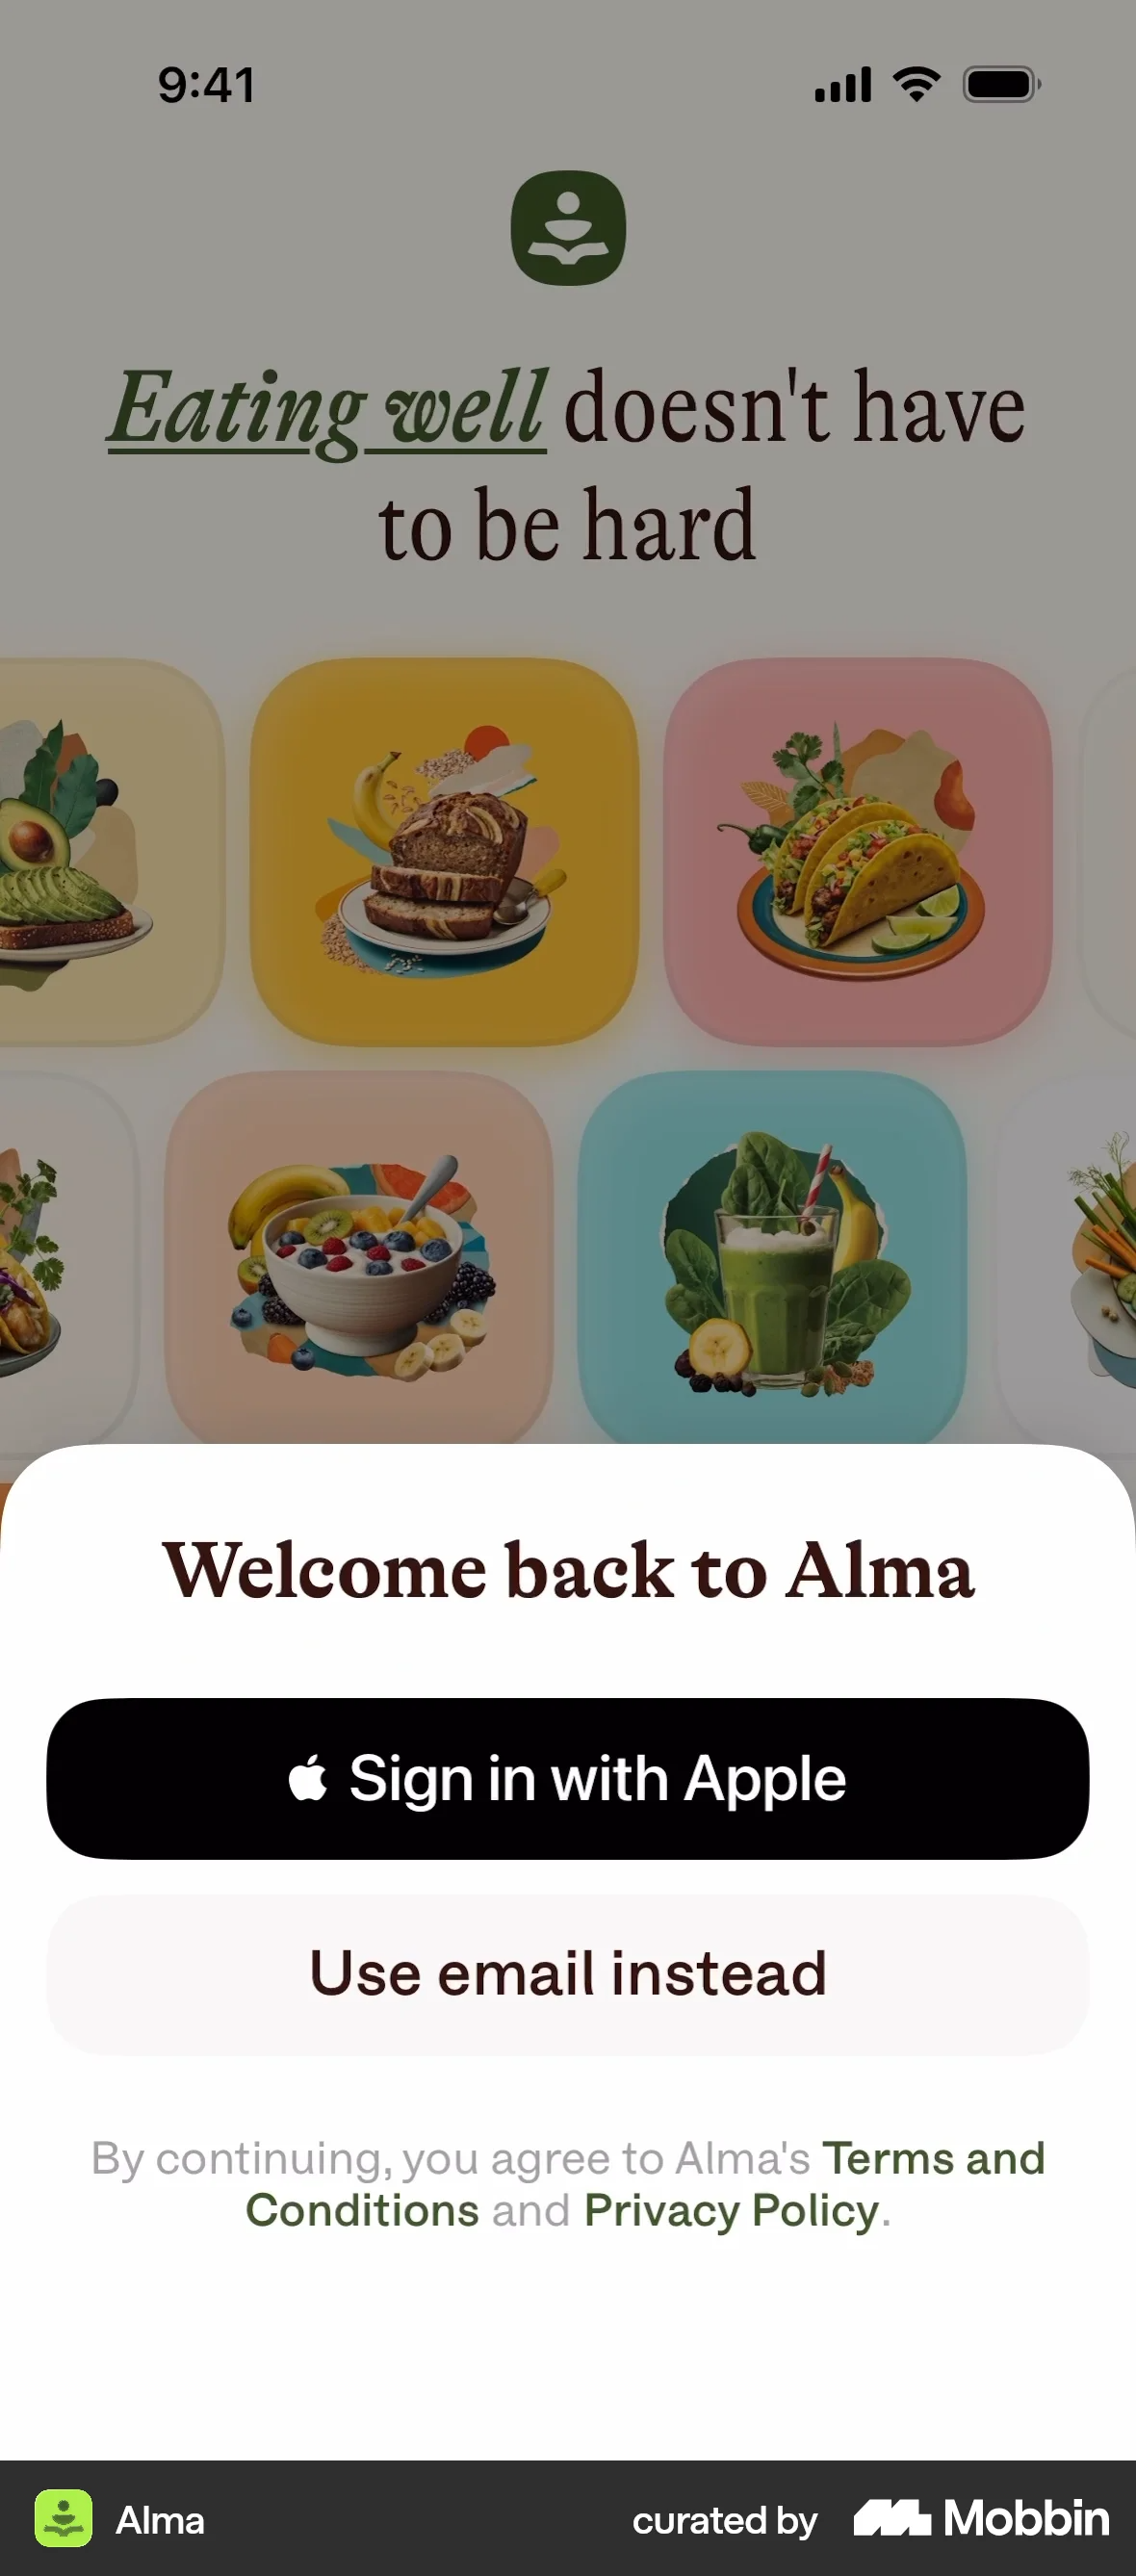 9:41
Eating well doesn't have
to be hard
Welcome back to Alma
Sign in with Apple
Use email instead
By continuing, you agree to Alma's Terms and
Conditions and Privacy Policy.
Alma
curated by Mobbin